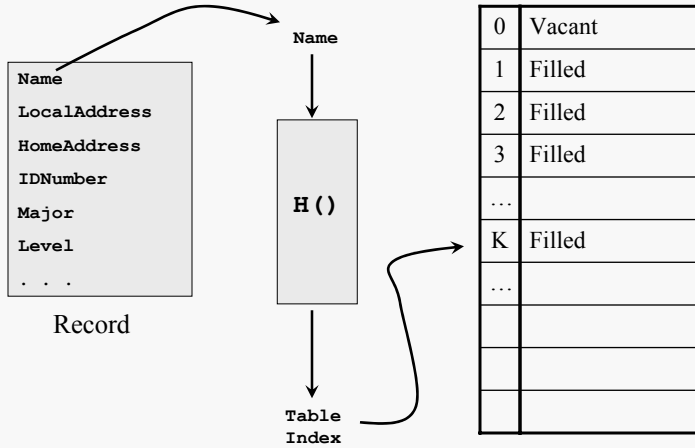 Name
LocalAddress
HomeAddress
IDNumber
Major
Level
. . .
Record
Name
H()
Table
Index
0 Vacant
1 Filled
2 Filled
3 Filled
…
K Filled
…